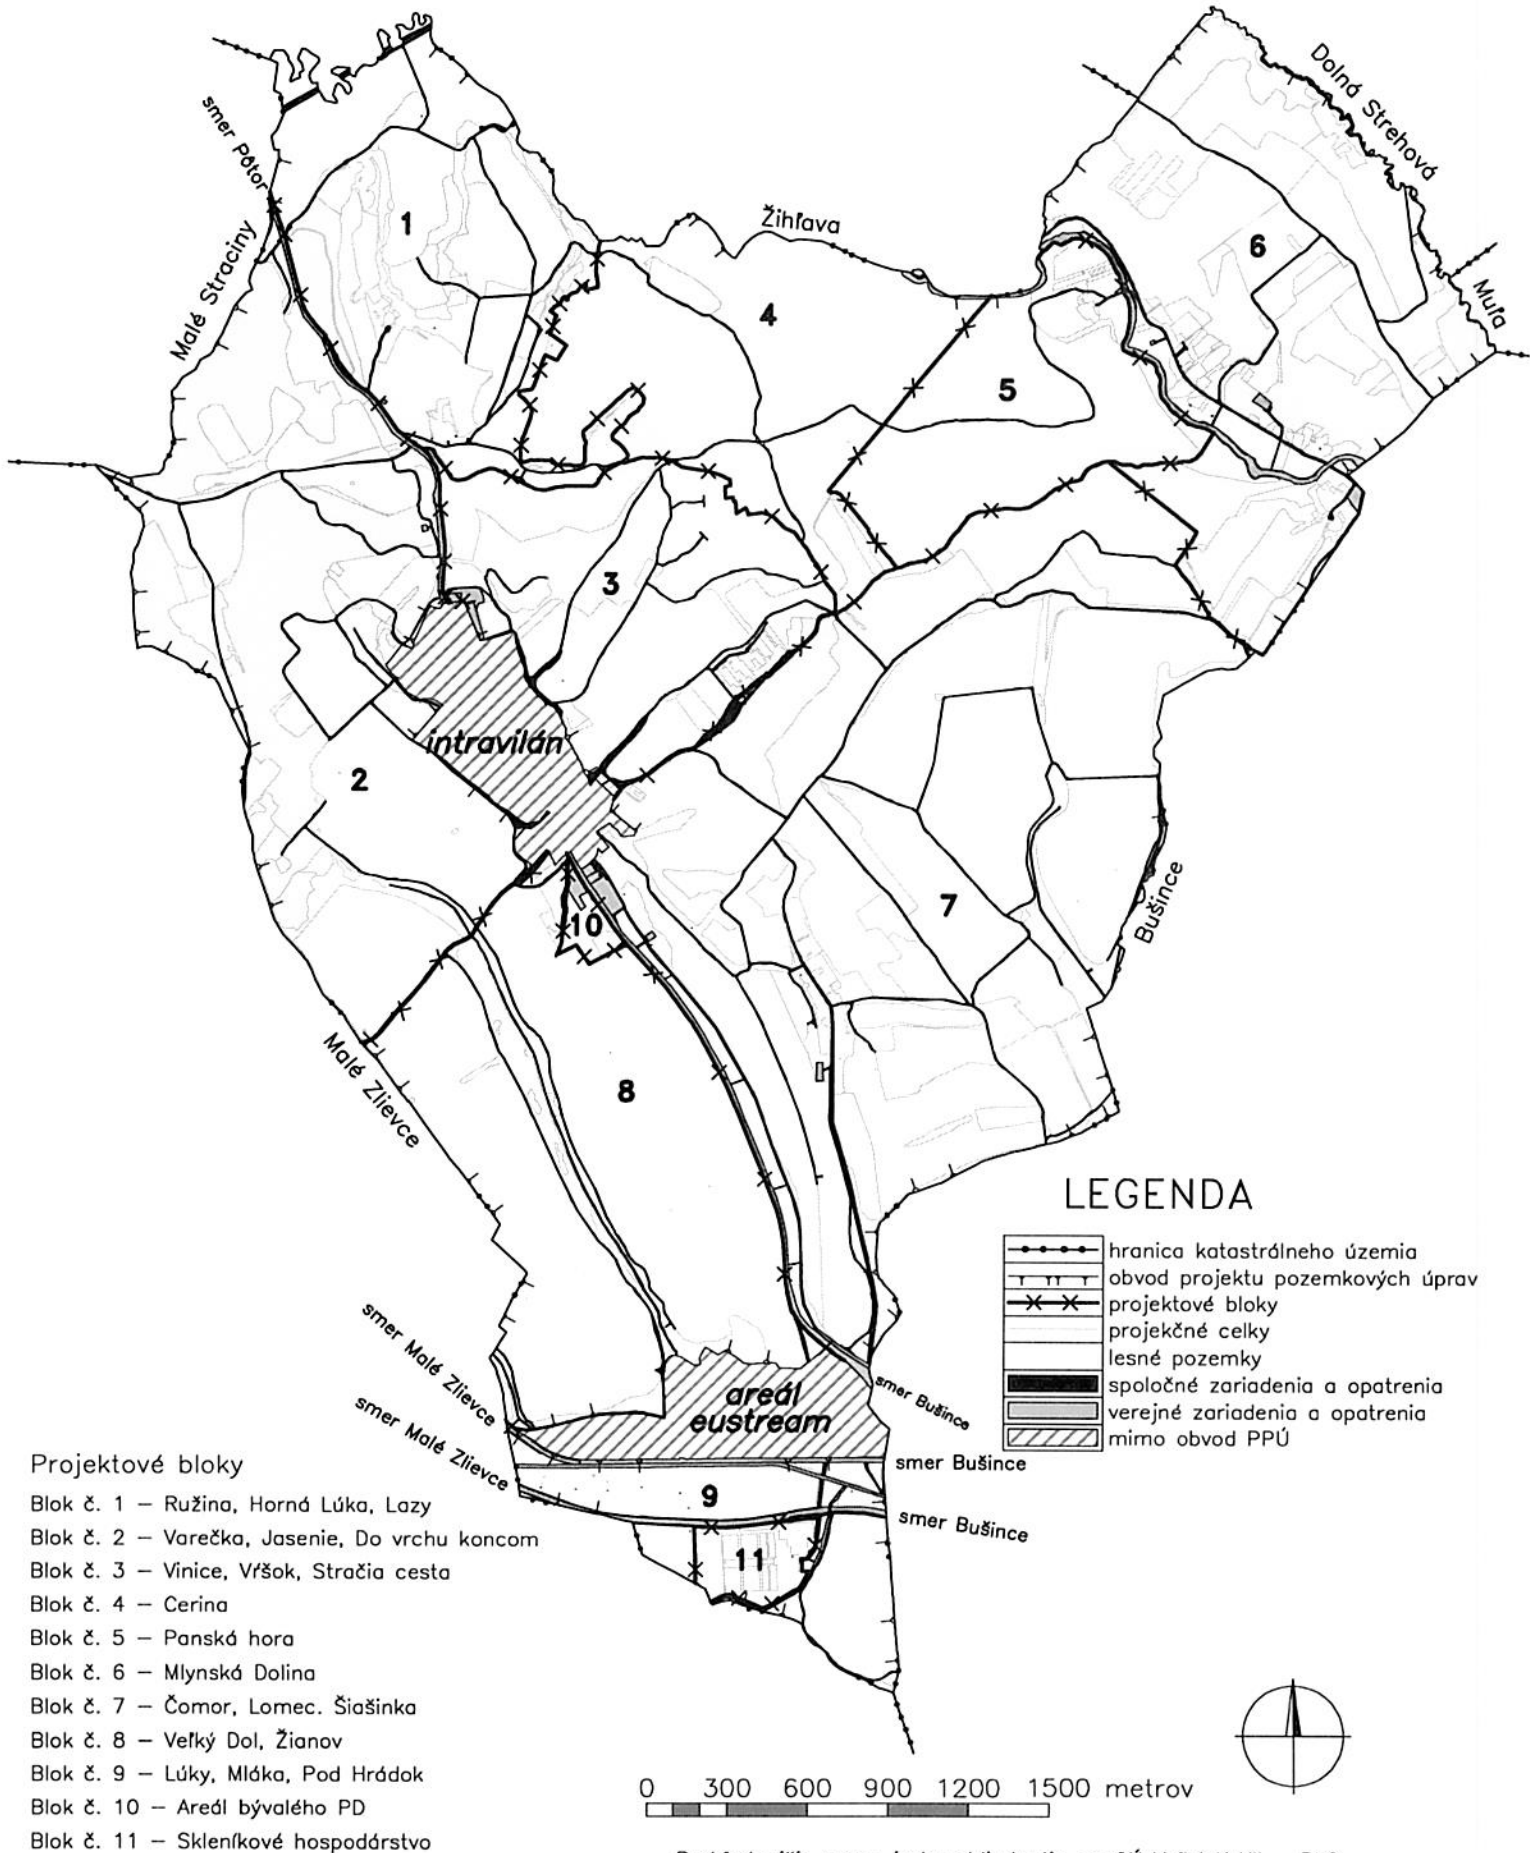 Dolná Strehová
smer Pôtor
Žihľava
Malé Straciny
Muľa
1
6
4
5
3
intravilán
2
7
Bušince
10
Malé Zlievce
8
LEGENDA
hranica katastrálneho územia
obvod projektu pozemkových úprav
projektové bloky
projekčné celky
lesné pozemky
spoločné zariadenia a opatrenia
verejné zariadenia a opatrenia
mimo obvod PPÚ
smer Malé Zlievce
areál
eustream
smer Bušince
smer Malé Zlievce
smer Bušince
9
smer Bušince
11
Projektové bloky
Blok č. 1 – Ružina, Horná Lúka, Lazy
Blok č. 2 – Varečka, Jasenie, Do vrchu koncom
Blok č. 3 – Vinice, Vŕšok, Stračia cesta
Blok č. 4 – Cerina
Blok č. 5 – Panská hora
Blok č. 6 – Mlynská Dolina
Blok č. 7 – Čomor, Lomec. Šiašinka
Blok č. 8 – Veľký Dol, Žianov
Blok č. 9 – Lúky, Mláka, Pod Hrádok
Blok č. 10 – Areál bývalého PD
Blok č. 11 – Skleníkové hospodárstvo
0 300 600 900 1200 1500 metrov